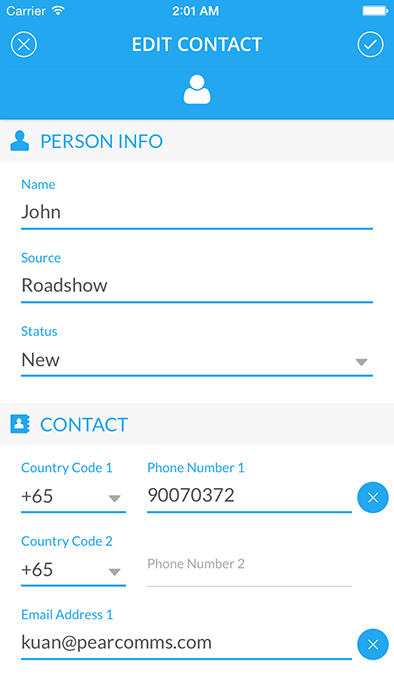 Carrier 2:01 AM
EDIT CONTACT
PERSON INFO
Name
John
Source
Roadshow
Status
New
CONTACT
Country Code 1 Phone Number 1
+65 90070372
Country Code 2
+65 Phone Number 2
Email Address 1
kuan@pearcomms.com